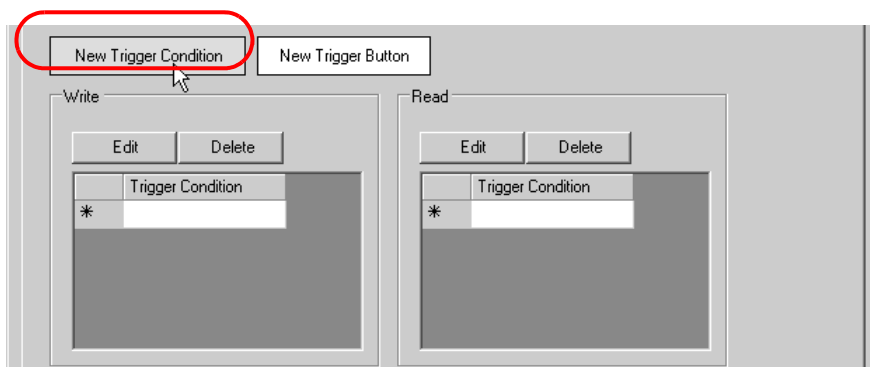 New Trigger Condition New Trigger Button
Write Read
Edit Delete Edit Delete
Trigger Condition Trigger Condition
* *